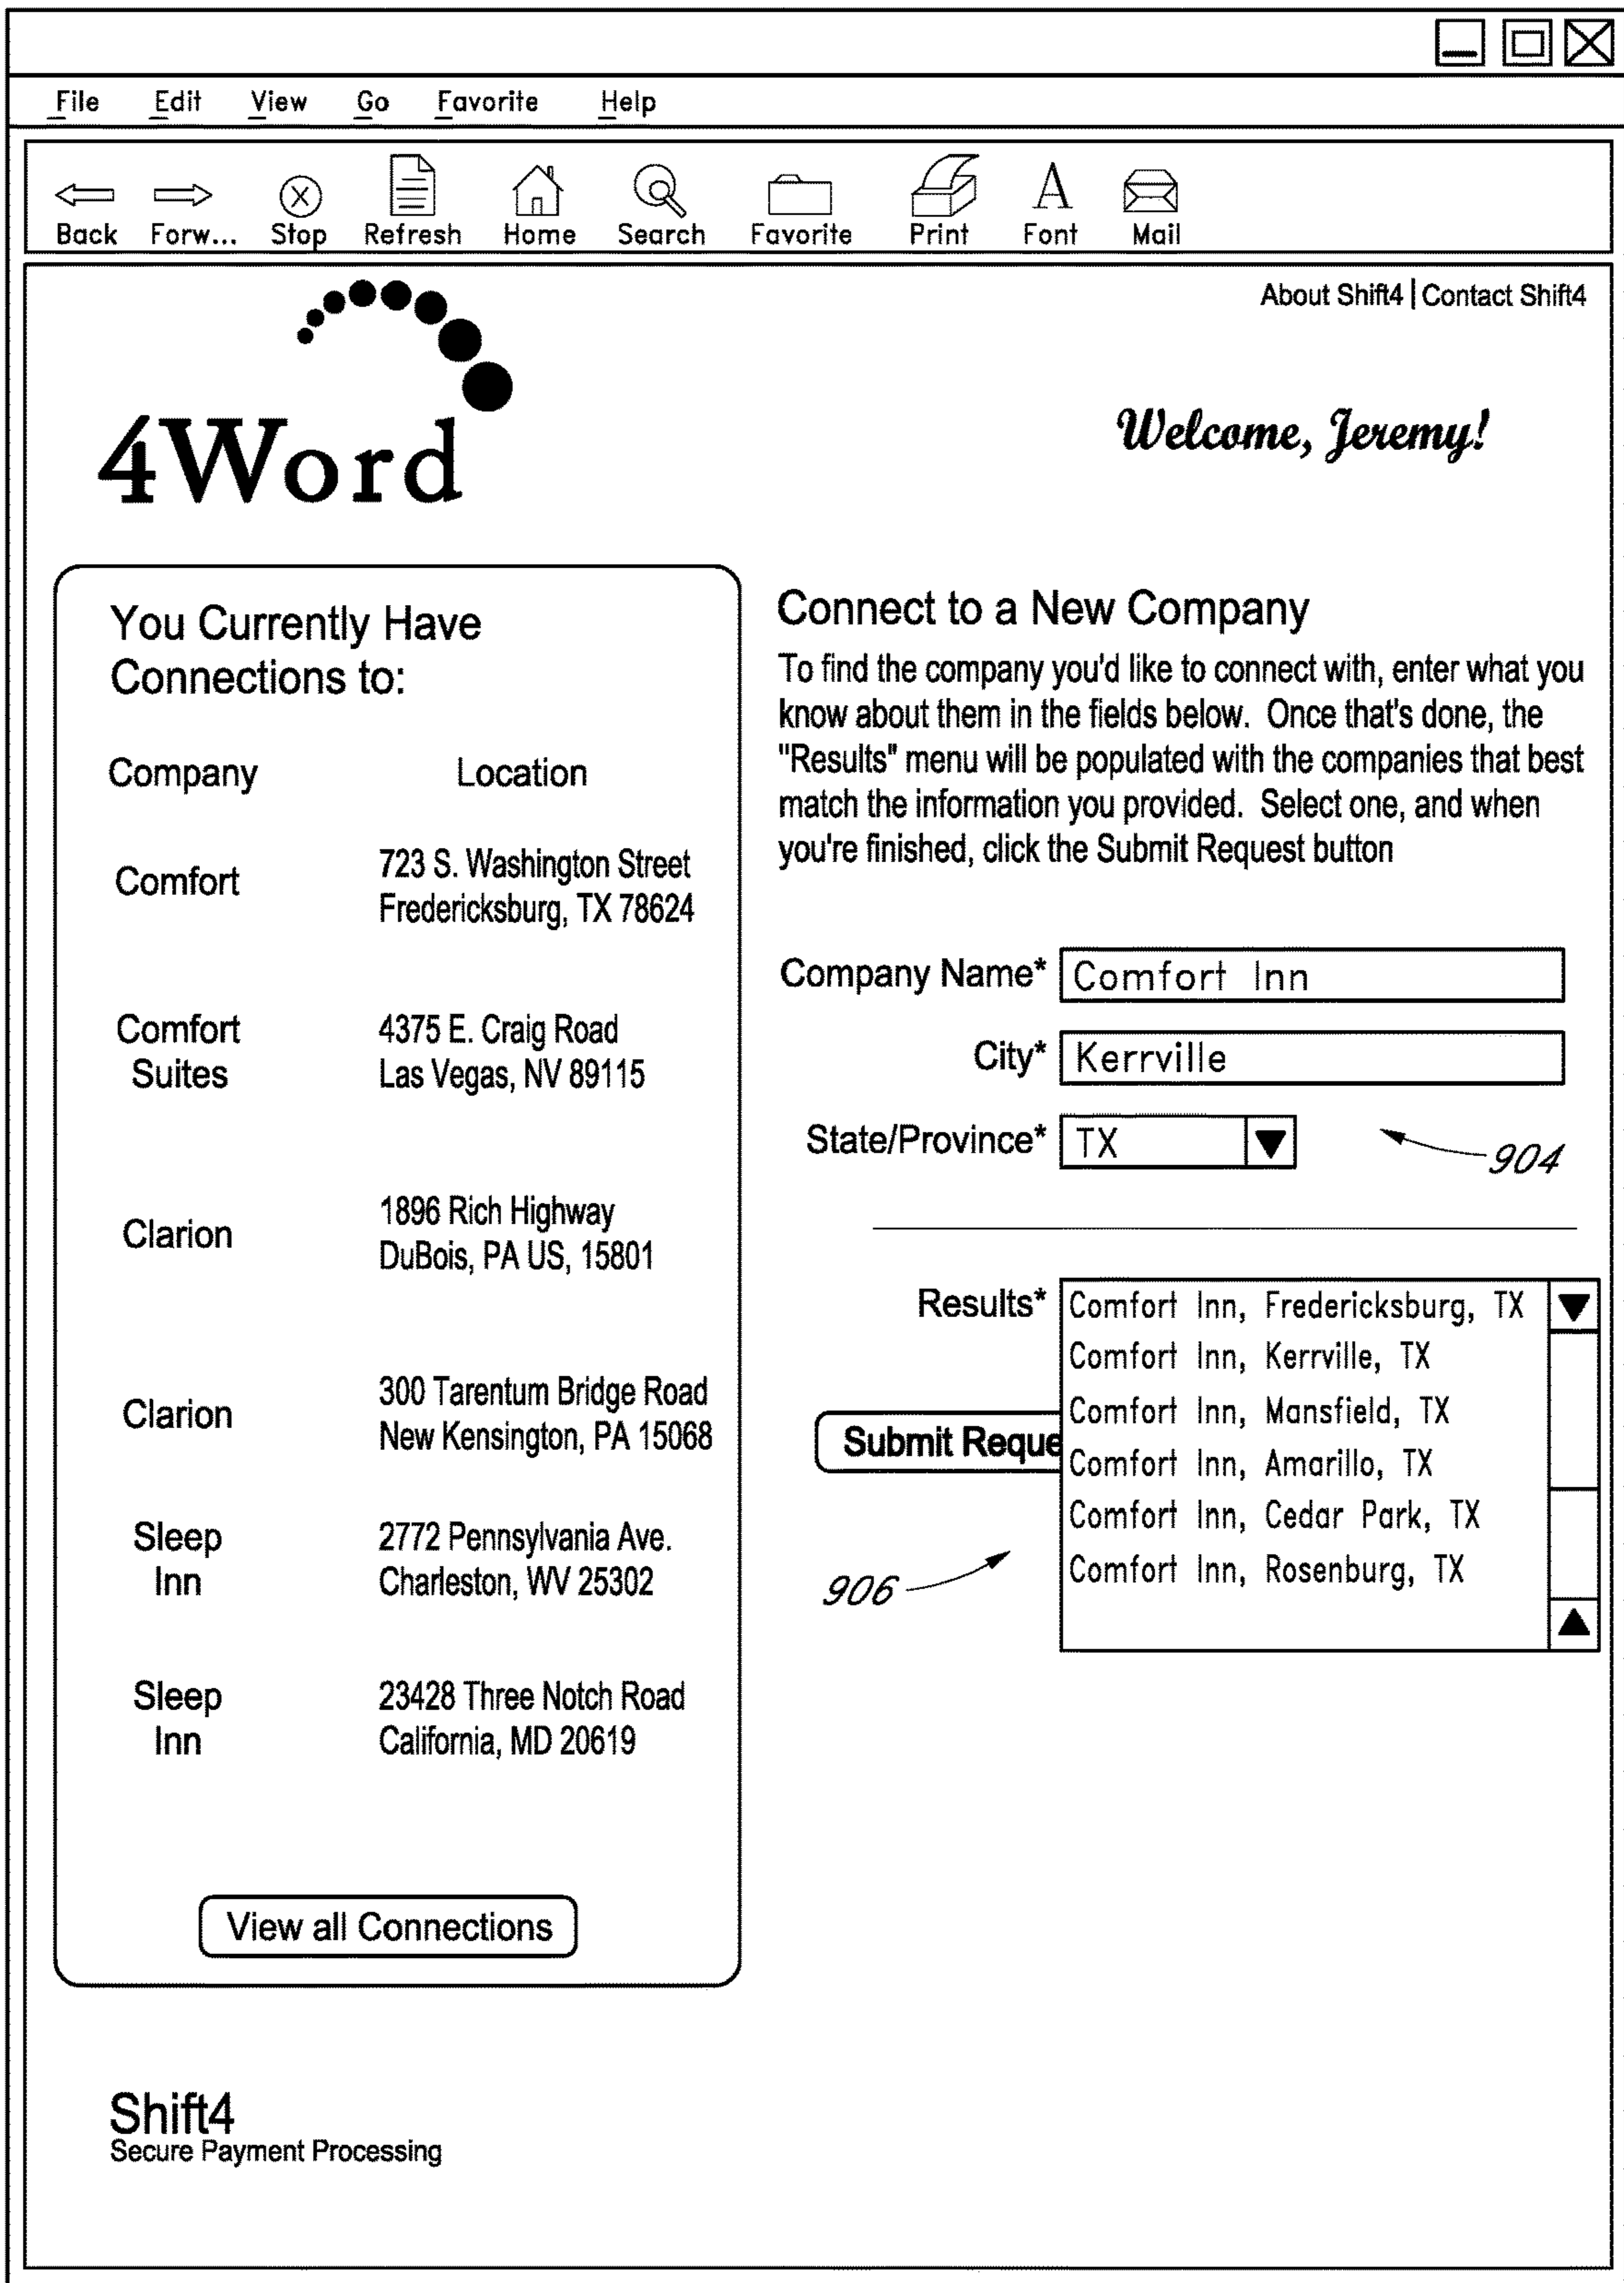 File Edit View Go Favorite Help
Back Forw... Stop Refresh Home Search Favorite Print Font Mail
About Shift4 | Contact Shift4
4Word
Welcome, Jeremy!
You Currently Have
Connections to:
Company Location
Comfort
723 S. Washington Street
Fredericksburg, TX 78624
Comfort
Suites
4375 E. Craig Road
Las Vegas, NV 89115
Clarion
1896 Rich Highway
DuBois, PA US, 15801
Clarion
300 Tarentum Bridge Road
New Kensington, PA 15068
Sleep
Inn
2772 Pennsylvania Ave.
Charleston, WV 25302
Sleep
Inn
23428 Three Notch Road
California, MD 20619
View all Connections
Connect to a New Company
To find the company you'd like to connect with, enter what you
know about them in the fields below. Once that's done, the
"Results" menu will be populated with the companies that best
match the information you provided. Select one, and when
you're finished, click the Submit Request button
Company Name* Comfort Inn
City* Kerrville
State/Province* TX
904
Results* Comfort Inn, Fredericksburg, TX
Comfort Inn, Kerrville, TX
Comfort Inn, Mansfield, TX
Submit Reque
Comfort Inn, Amarillo, TX
Comfort Inn, Cedar Park, TX
Comfort Inn, Rosenburg, TX
906
Shift4
Secure Payment Processing